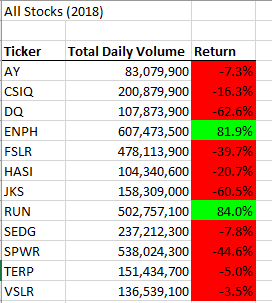 All Stocks (2018)
Ticker Total Daily Volume Return
AY 83,079,900 -7.3%
CSIQ 200,879,900 -16.3%
DQ 107,873,900 -62.6%
ENPH 607,473,500 81.9%
FSLR 478,113,900 -39.7%
HASI 104,340,600 -20.7%
JKS 158,309,000 -60.5%
RUN 502,757,100 84.0%
SEDG 237,212,300 -7.8%
SPWR 538,024,300 -44.6%
TERP 151,434,700 -5.0%
VSLR 136,539,100 -3.5%